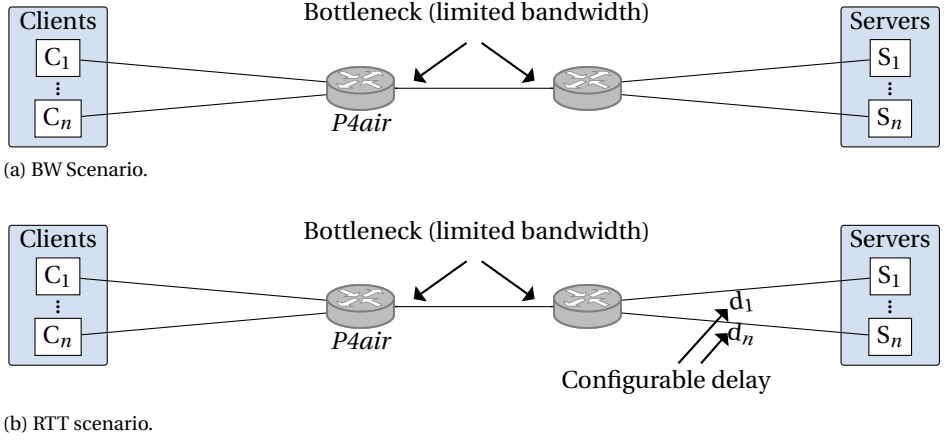 Bottleneck (limited bandwidth)
Clients
Servers
C1
S1
⋮
⋮
Cn
Sn
P4air
(a) BW Scenario.
Bottleneck (limited bandwidth)
Clients
Servers
C1
S1
⋮
⋮
d1
Cn
dn
Sn
P4air
Configurable delay
(b) RTT scenario.